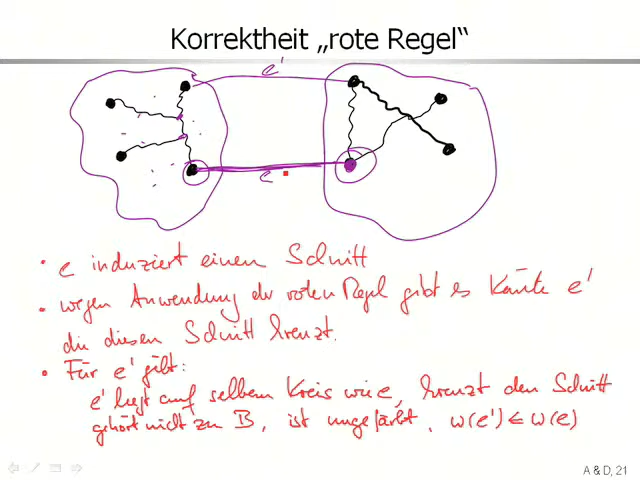 Korrektheit „rote Regel“
e'
e
• e induziert einen Schnitt
• wegen Anwendung der roten Regel gibt es Kante e'
die diesen Schnitt kreuzt.
• Für e' gilt:
e' liegt auf selbem Kreis wie e, kreuzt den Schnitt
gehört nicht zu B, ist ungefärbt, w(e') ≤ w(e)
A & D, 21